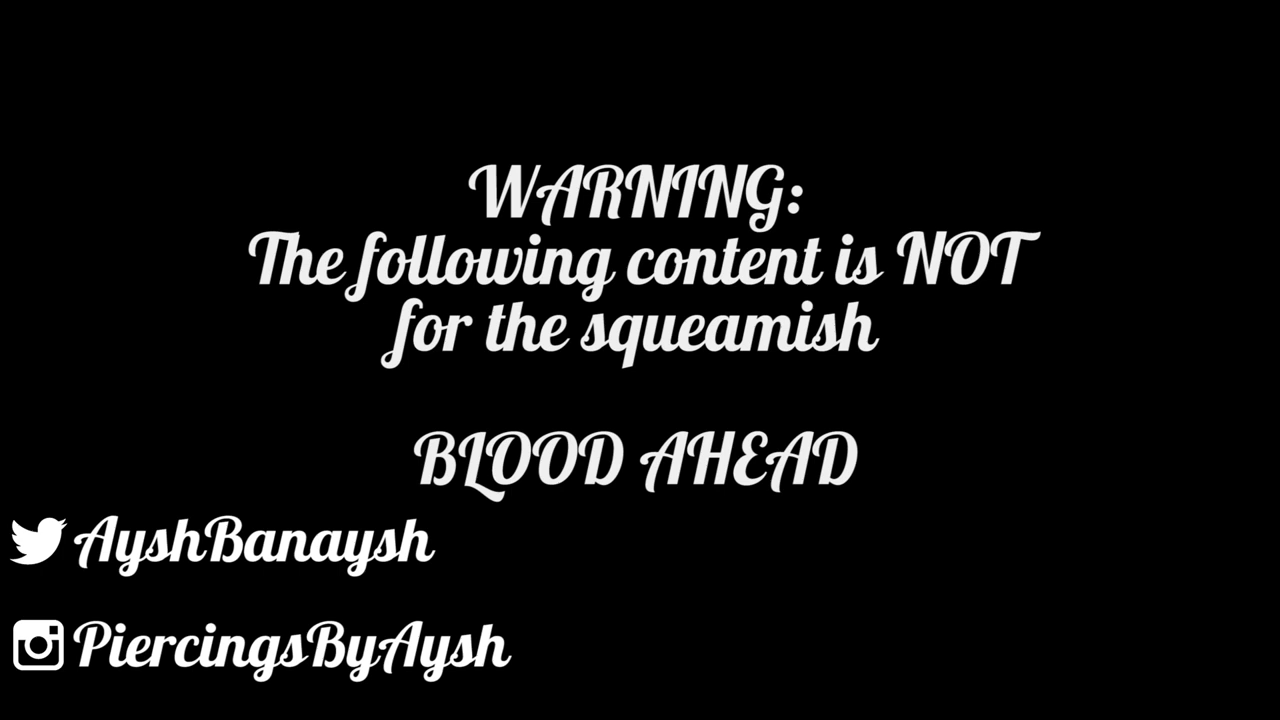 WARNING:
The following content is NOT
for the squeamish
BLOOD AHEAD
AyshBanaysh
PiercingsByAysh